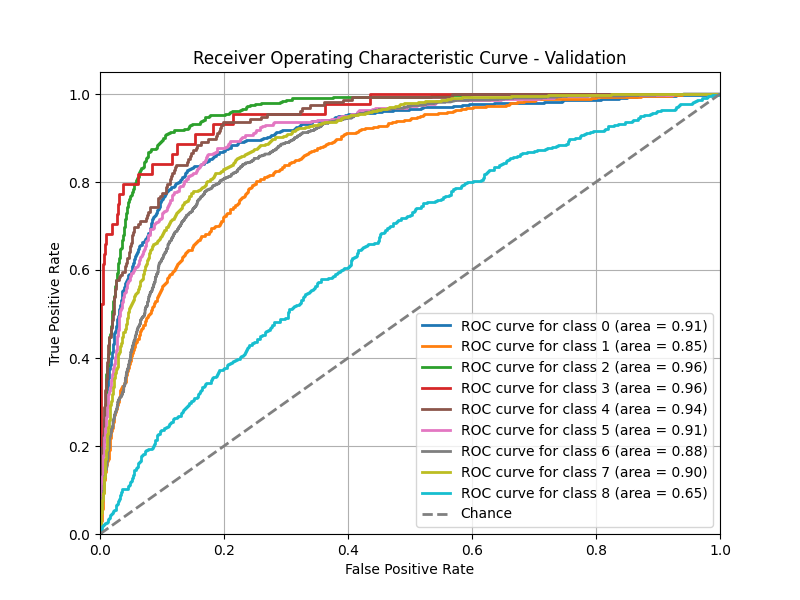 Receiver Operating Characteristic Curve - Validation
1.0
0.8
0.6
0.4
0.2
0.0
True Positive Rate
ROC curve for class 0 (area = 0.91)
ROC curve for class 1 (area = 0.85)
ROC curve for class 2 (area = 0.96)
ROC curve for class 3 (area = 0.96)
ROC curve for class 4 (area = 0.94)
ROC curve for class 5 (area = 0.91)
ROC curve for class 6 (area = 0.88)
ROC curve for class 7 (area = 0.90)
ROC curve for class 8 (area = 0.65)
Chance
0.0 0.2 0.4 0.6 0.8 1.0
False Positive Rate